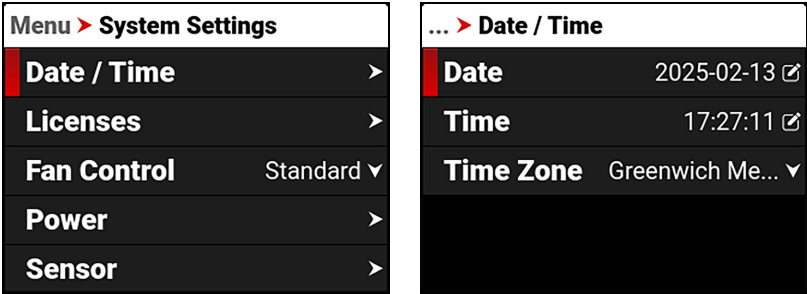 Menu ➤ System Settings
Date / Time
Licenses
Fan Control Standard
Power
Sensor
... ➤ Date / Time
Date 2025-02-13
Time 17:27:11
Time Zone Greenwich Me...